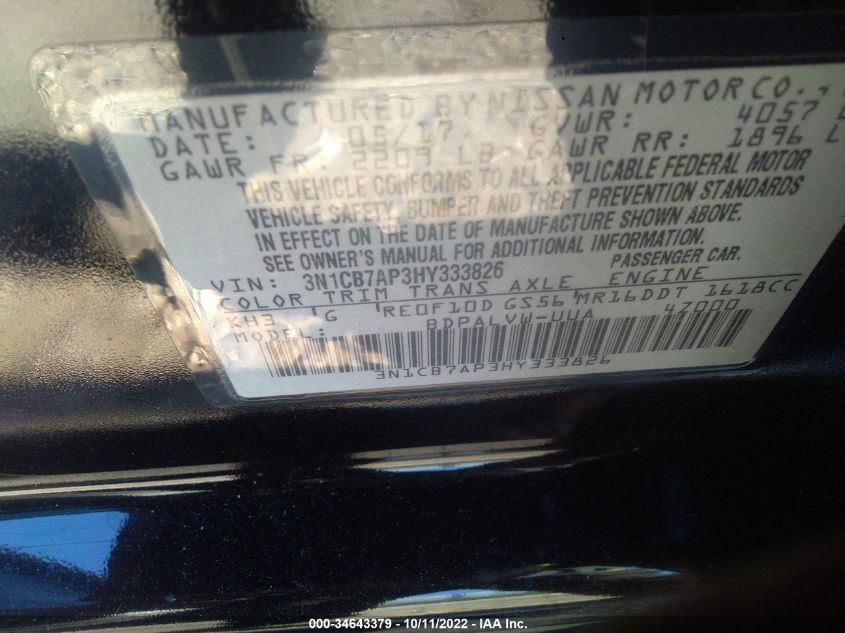 MANUFACTURED BY NISSAN MOTOR CO.,
DATE: 05/17 GVWR: 4057
GAWR FR: 2209 LB GAWR RR: 1896 L
THIS VEHICLE CONFORMS TO ALL APPLICABLE FEDERAL MOTOR
VEHICLE SAFETY, BUMPER AND THEFT PREVENTION STANDARDS
IN EFFECT ON THE DATE OF MANUFACTURE SHOWN ABOVE.
SEE OWNER'S MANUAL FOR ADDITIONAL INFORMATION.
VIN: 3N1CB7AP3HY333826 PASSENGER CAR.
COLOR TRIM TRANS AXLE ENGINE
KH3 G RE0F10D GS56 MR16DDT 1618CC
MODEL: BDPALVW-UUA 47000
3N1CB7AP3HY333826
000-34643379 - 10/11/2022 - IAA Inc.